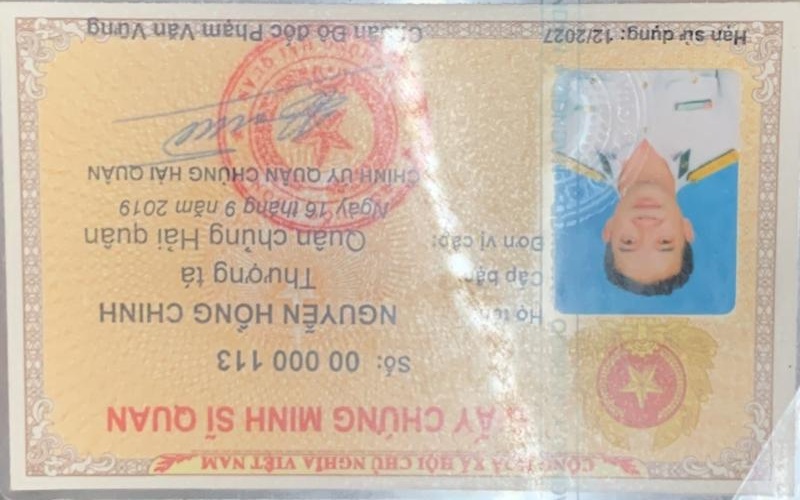 CỘNG HOÀ XÃ HỘI CHỦ NGHĨA VIỆT NAM
GIẤY CHỨNG MINH SĨ QUAN
Số: 00 000 113
Họ tên: NGUYỄN HỒNG CHINH
Cấp bậc: Thượng tá
Đơn vị cấp: Quân chủng Hải quân
Ngày 16 tháng 9 năm 2019
CHÍNH ỦY QUÂN CHỦNG HẢI QUÂN
Chuẩn Đô đốc Phạm Văn Vững
Hạn sử dụng: 12/2027